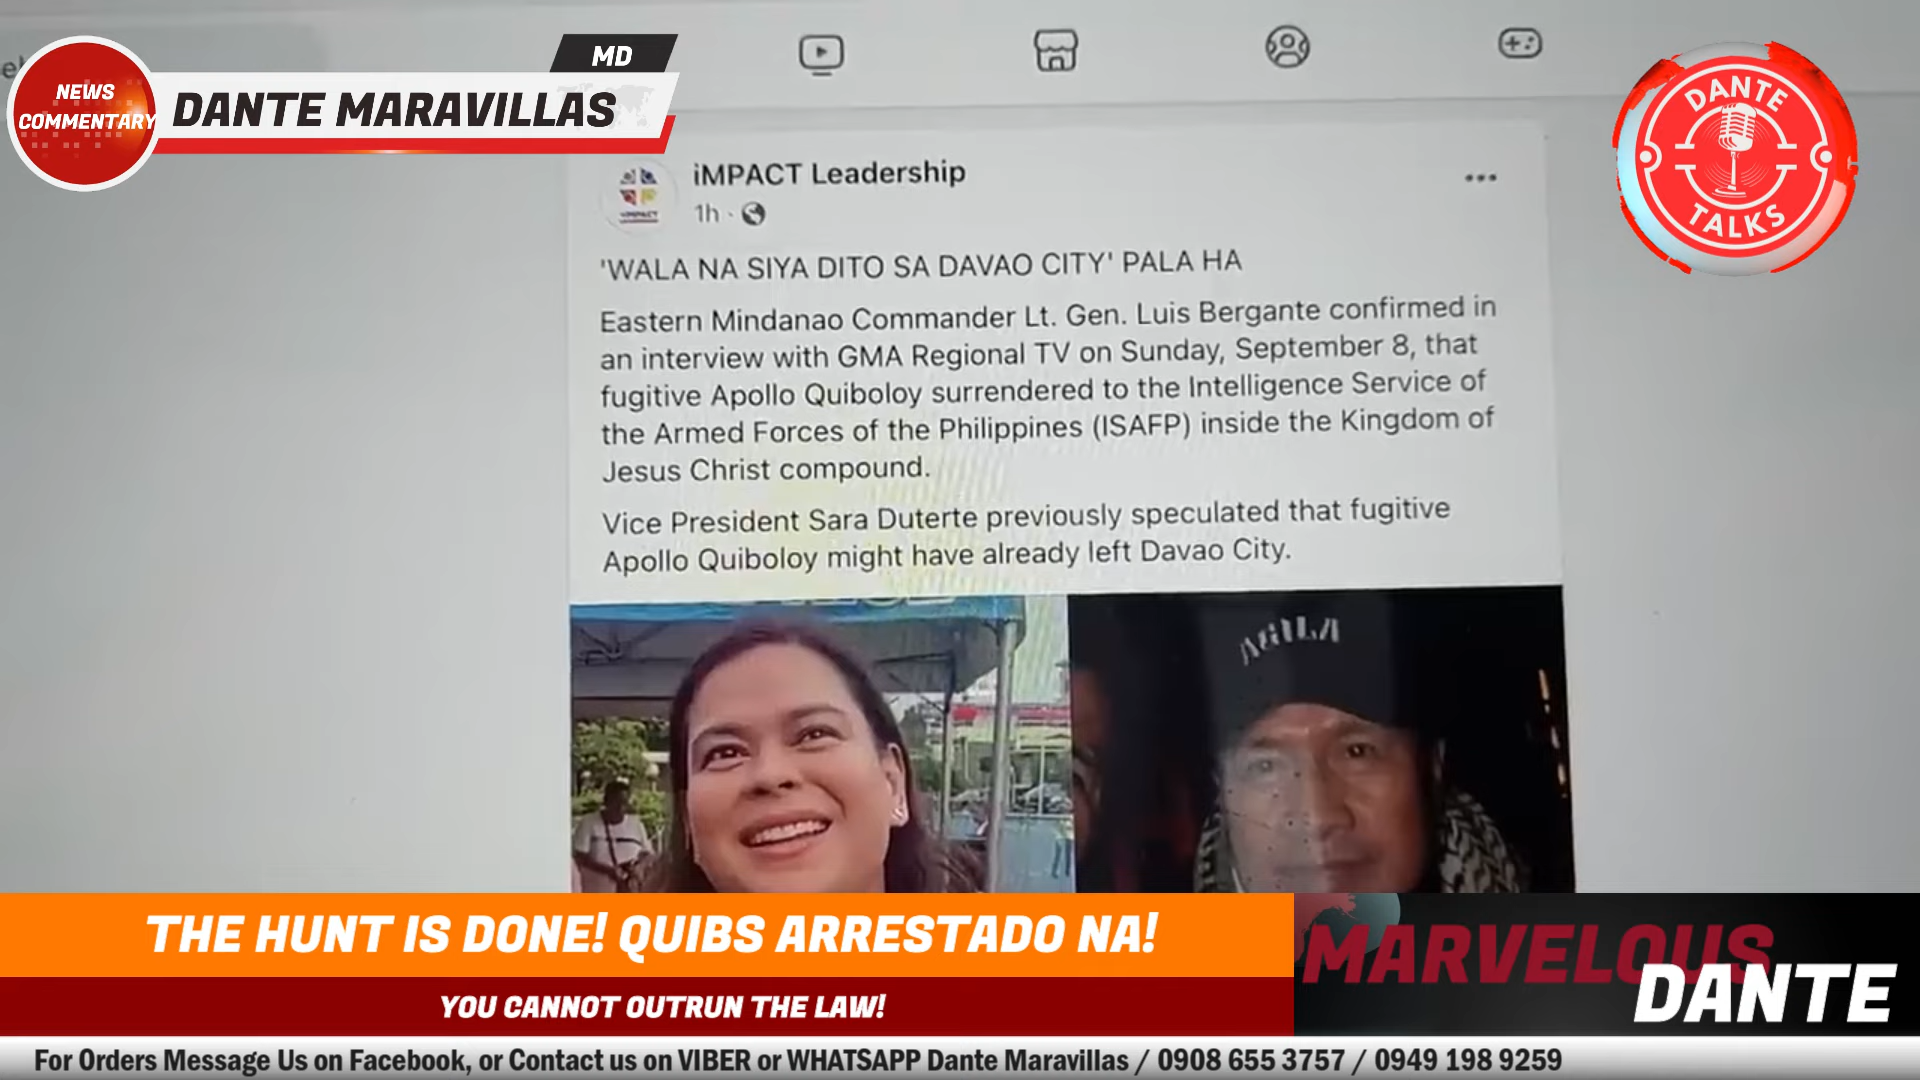 NEWS
COMMENTARY
MD
DANTE MARAVILLAS
DANTE
TALKS
iMPACT Leadership
1h
'WALA NA SIYA DITO SA DAVAO CITY' PALA HA
Eastern Mindanao Commander Lt. Gen. Luis Bergante confirmed in
an interview with GMA Regional TV on Sunday, September 8, that
fugitive Apollo Quiboloy surrendered to the Intelligence Service of
the Armed Forces of the Philippines (ISAFP) inside the Kingdom of
Jesus Christ compound.
Vice President Sara Duterte previously speculated that fugitive
Apollo Quiboloy might have already left Davao City.
AGILA
THE HUNT IS DONE! QUIBS ARRESTADO NA!
YOU CANNOT OUTRUN THE LAW!
MARVELOUS
DANTE
For Orders Message Us on Facebook, or Contact us on VIBER or WHATSAPP Dante Maravillas / 0908 655 3757 / 0949 198 9259